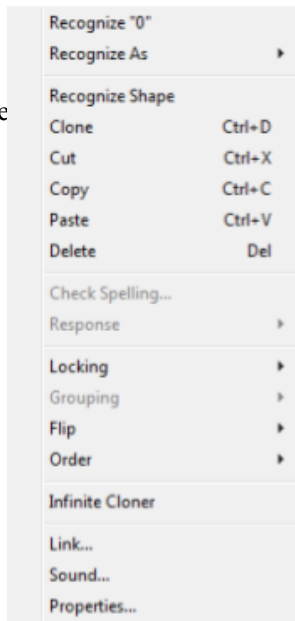 Recognize "0"
Recognize As
Recognize Shape
e
Clone Ctrl+D
Cut Ctrl+X
Copy Ctrl+C
Paste Ctrl+V
Delete Del
Check Spelling...
Response
Locking
Grouping
Flip
Order
Infinite Cloner
Link...
Sound...
Properties...